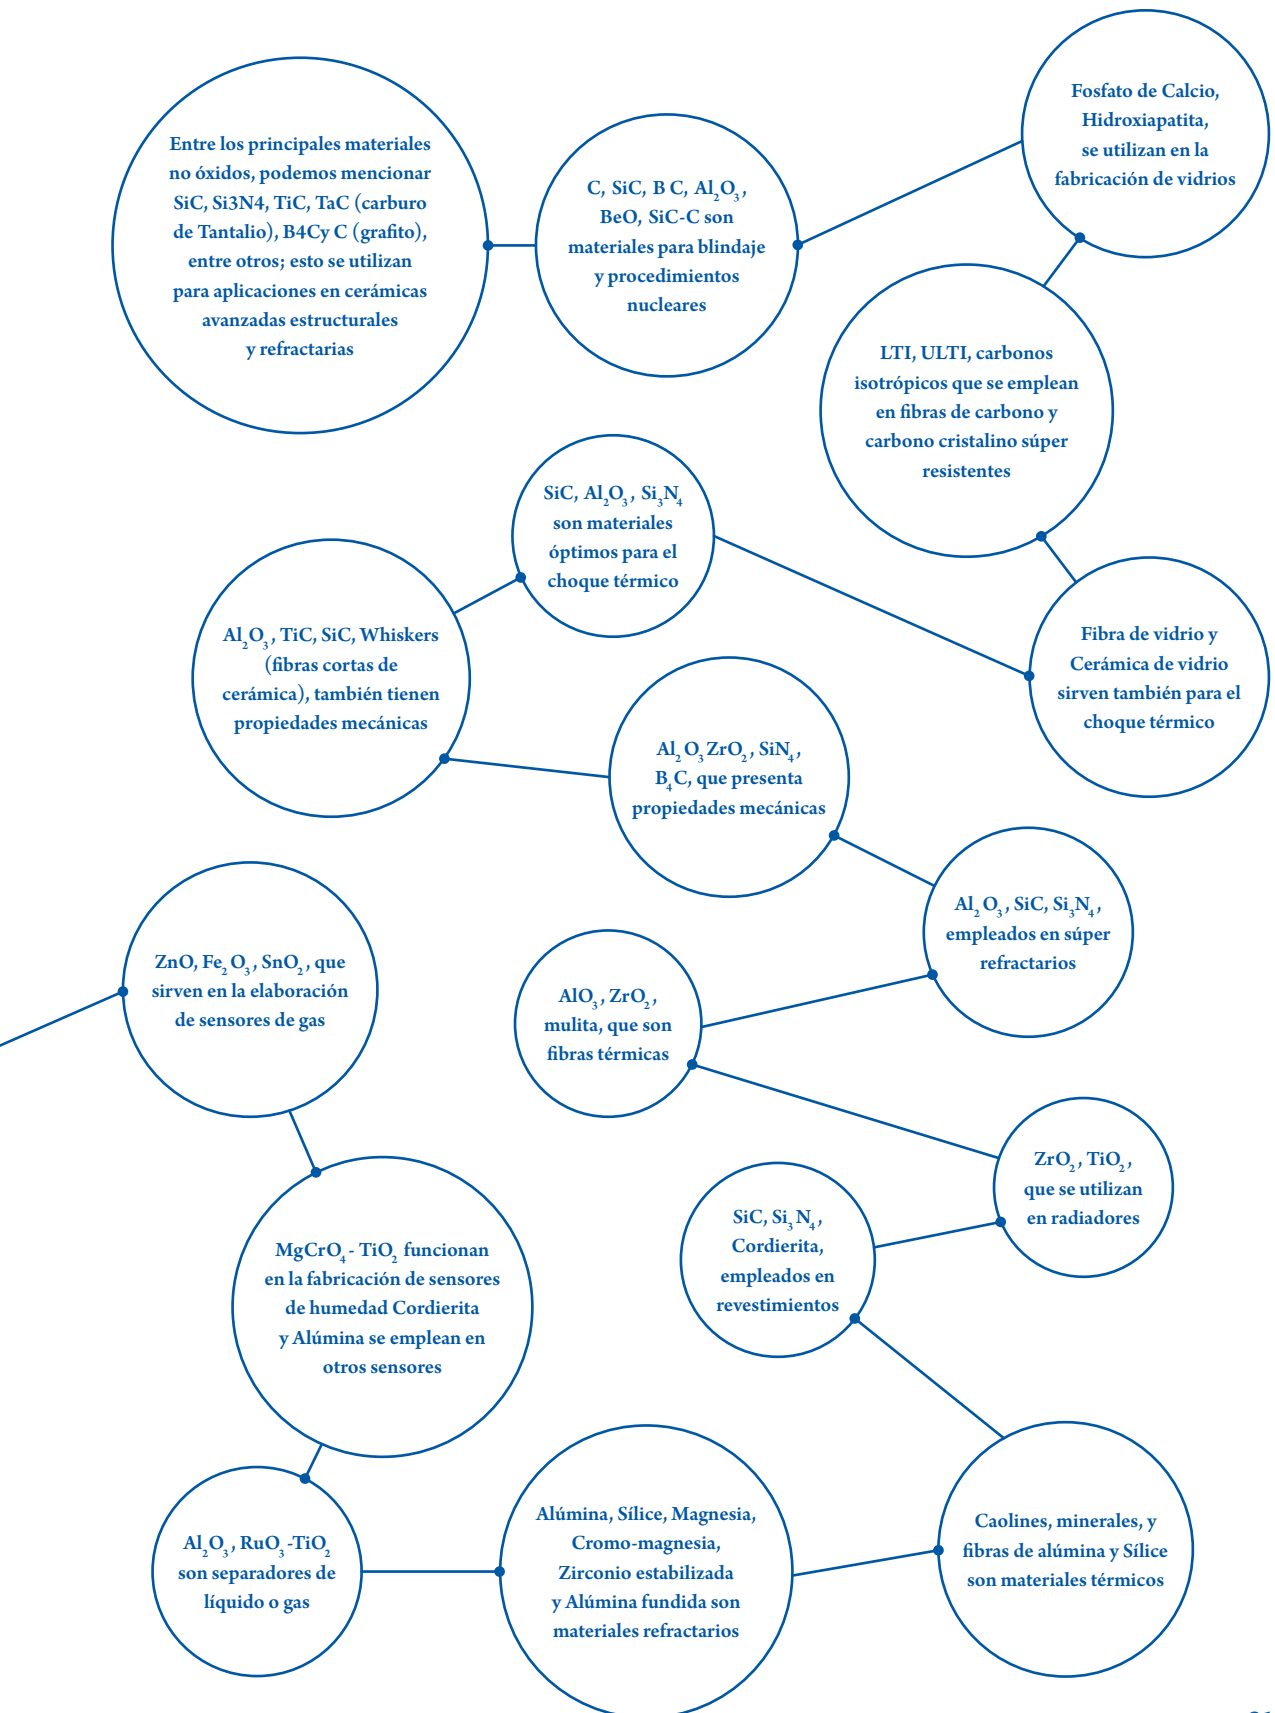 Entre los principales materiales
no óxidos, podemos mencionar
SiC, Si3N4, TiC, TaC (carburo
de Tantalio), B4Cy C (grafito),
entre otros; esto se utilizan
para aplicaciones en cerámicas
avanzadas estructurales
y refractarias
C, SiC, B C, Al₂O₃,
BeO, SiC-C son
materiales para blindaje
y procedimientos
nucleares
Fosfato de Calcio,
Hidroxiapatita,
se utilizan en la
fabricación de vidrios
LTI, ULTI, carbonos
isotrópicos que se emplean
en fibras de carbono y
carbono cristalino súper
resistentes
Fibra de vidrio y
Cerámica de vidrio
sirven también para el
choque térmico
SiC, Al₂O₃, Si₃N₄
son materiales
óptimos para el
choque térmico
Al₂O₃, TiC, SiC, Whiskers
(fibras cortas de
cerámica), también tienen
propiedades mecánicas
Al₂O₃ ZrO₂, SiN₄,
B₄C, que presenta
propiedades mecánicas
Al₂O₃, SiC, Si₃N₄,
empleados en súper
refractarios
AlO₃, ZrO₂,
mulita, que son
fibras térmicas
ZrO₂, TiO₂,
que se utilizan
en radiadores
SiC, Si₃N₄,
Cordierita,
empleados en
revestimientos
Caolines, minerales, y
fibras de alúmina y Sílice
son materiales térmicos
Alúmina, Sílice, Magnesia,
Cromo-magnesia,
Zirconio estabilizada
y Alúmina fundida son
materiales refractarios
Al₂O₃, RuO₃-TiO₂
son separadores de
líquido o gas
MgCrO₄ - TiO₂ funcionan
en la fabricación de sensores
de humedad Cordierita
y Alúmina se emplean en
otros sensores
ZnO, Fe₂O₃, SnO₂, que
sirven en la elaboración
de sensores de gas